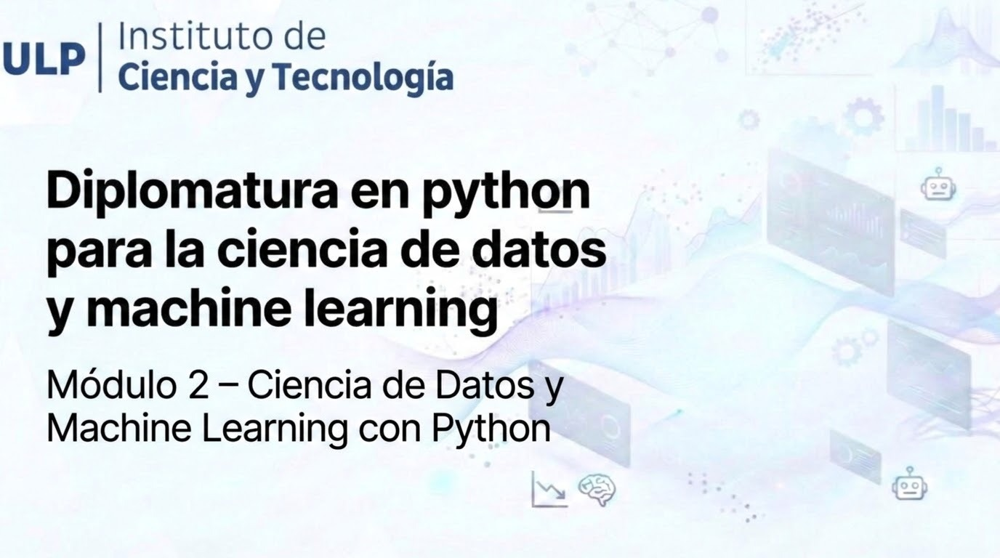 ULP
Instituto de
Ciencia y Tecnología
Diplomatura en python
para la ciencia de datos
y machine learning
Módulo 2 – Ciencia de Datos y
Machine Learning con Python